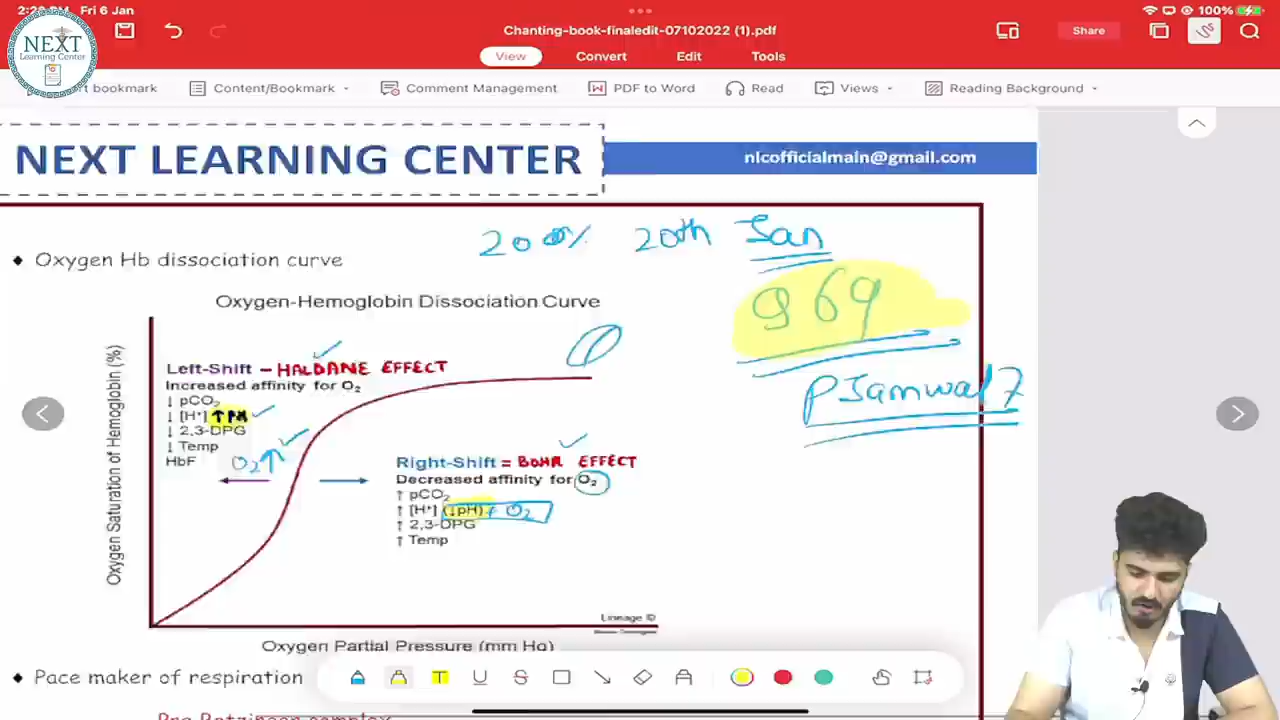 2:28 PM Fri 6 Jan
100%
NEXT
Learning Center
Chanting-book-finaledit-07102022 (1).pdf
Share
View Convert Edit Tools
bookmark Content/Bookmark Comment Management PDF to Word Read Views Reading Background
NEXT LEARNING CENTER
nlcofficialmain@gmail.com
200% 20th Jan
◆ Oxygen Hb dissociation curve
Oxygen-Hemoglobin Dissociation Curve
969
PJamwal7
Oxygen Saturation of Hemoglobin (%)
Left-Shift - HALDANE EFFECT
Increased affinity for O₂
↓ pCO₂
↓ [H⁺] ↑ PH
↓ 2,3-DPG
↓ Temp
HbF
O₂↑
Right-Shift = BOHR EFFECT
Decreased affinity for O₂
↑ pCO₂
↑ [H⁺] (↓pH) + O₂
↑ 2,3-DPG
↑ Temp
Oxygen Partial Pressure (mm Hg)
◆ Pace maker of respiration